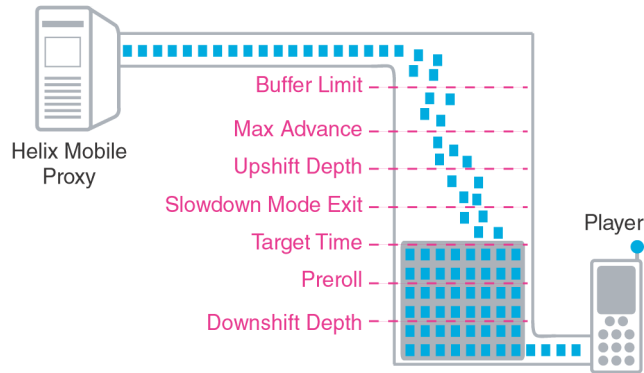 Buffer Limit
Max Advance
Helix Mobile
Proxy
Upshift Depth
Slowdown Mode Exit
Player
Target Time
Preroll
Downshift Depth